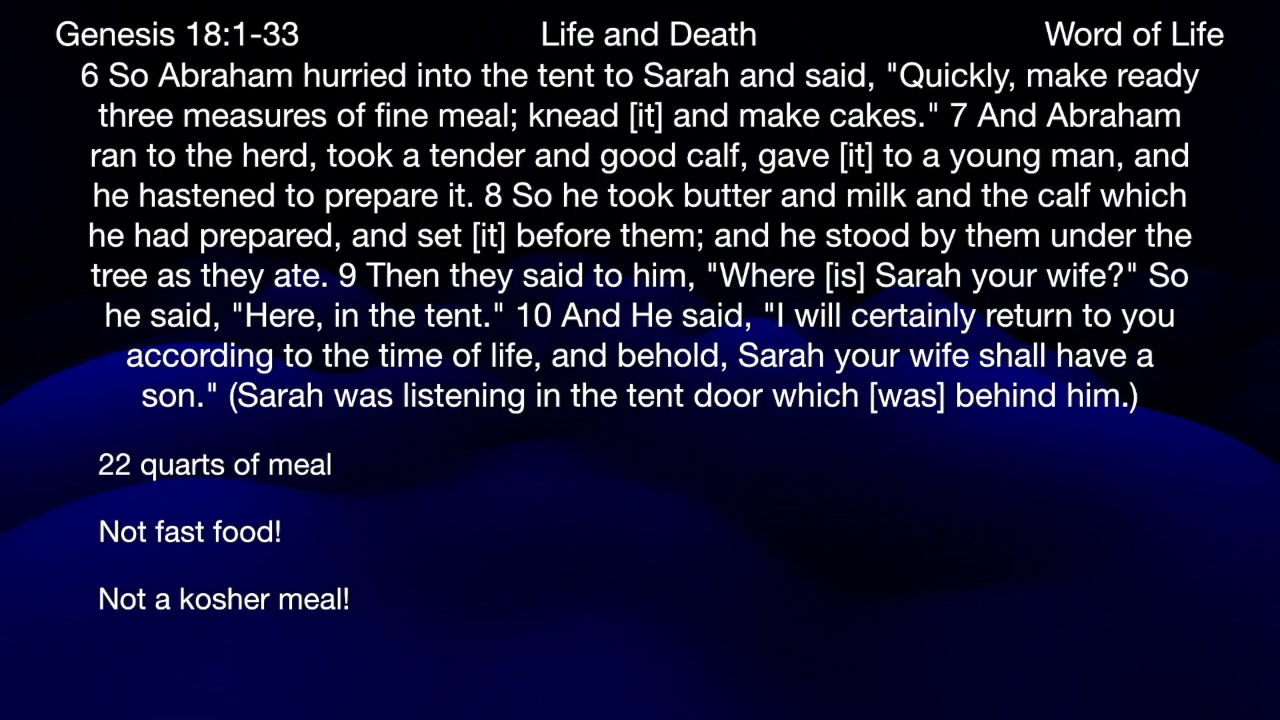 Genesis 18:1-33 Life and Death Word of Life
6 So Abraham hurried into the tent to Sarah and said, "Quickly, make ready
three measures of fine meal; knead [it] and make cakes." 7 And Abraham
ran to the herd, took a tender and good calf, gave [it] to a young man, and
he hastened to prepare it. 8 So he took butter and milk and the calf which
he had prepared, and set [it] before them; and he stood by them under the
tree as they ate. 9 Then they said to him, "Where [is] Sarah your wife?" So
he said, "Here, in the tent." 10 And He said, "I will certainly return to you
according to the time of life, and behold, Sarah your wife shall have a
son." (Sarah was listening in the tent door which [was] behind him.)
22 quarts of meal
Not fast food!
Not a kosher meal!